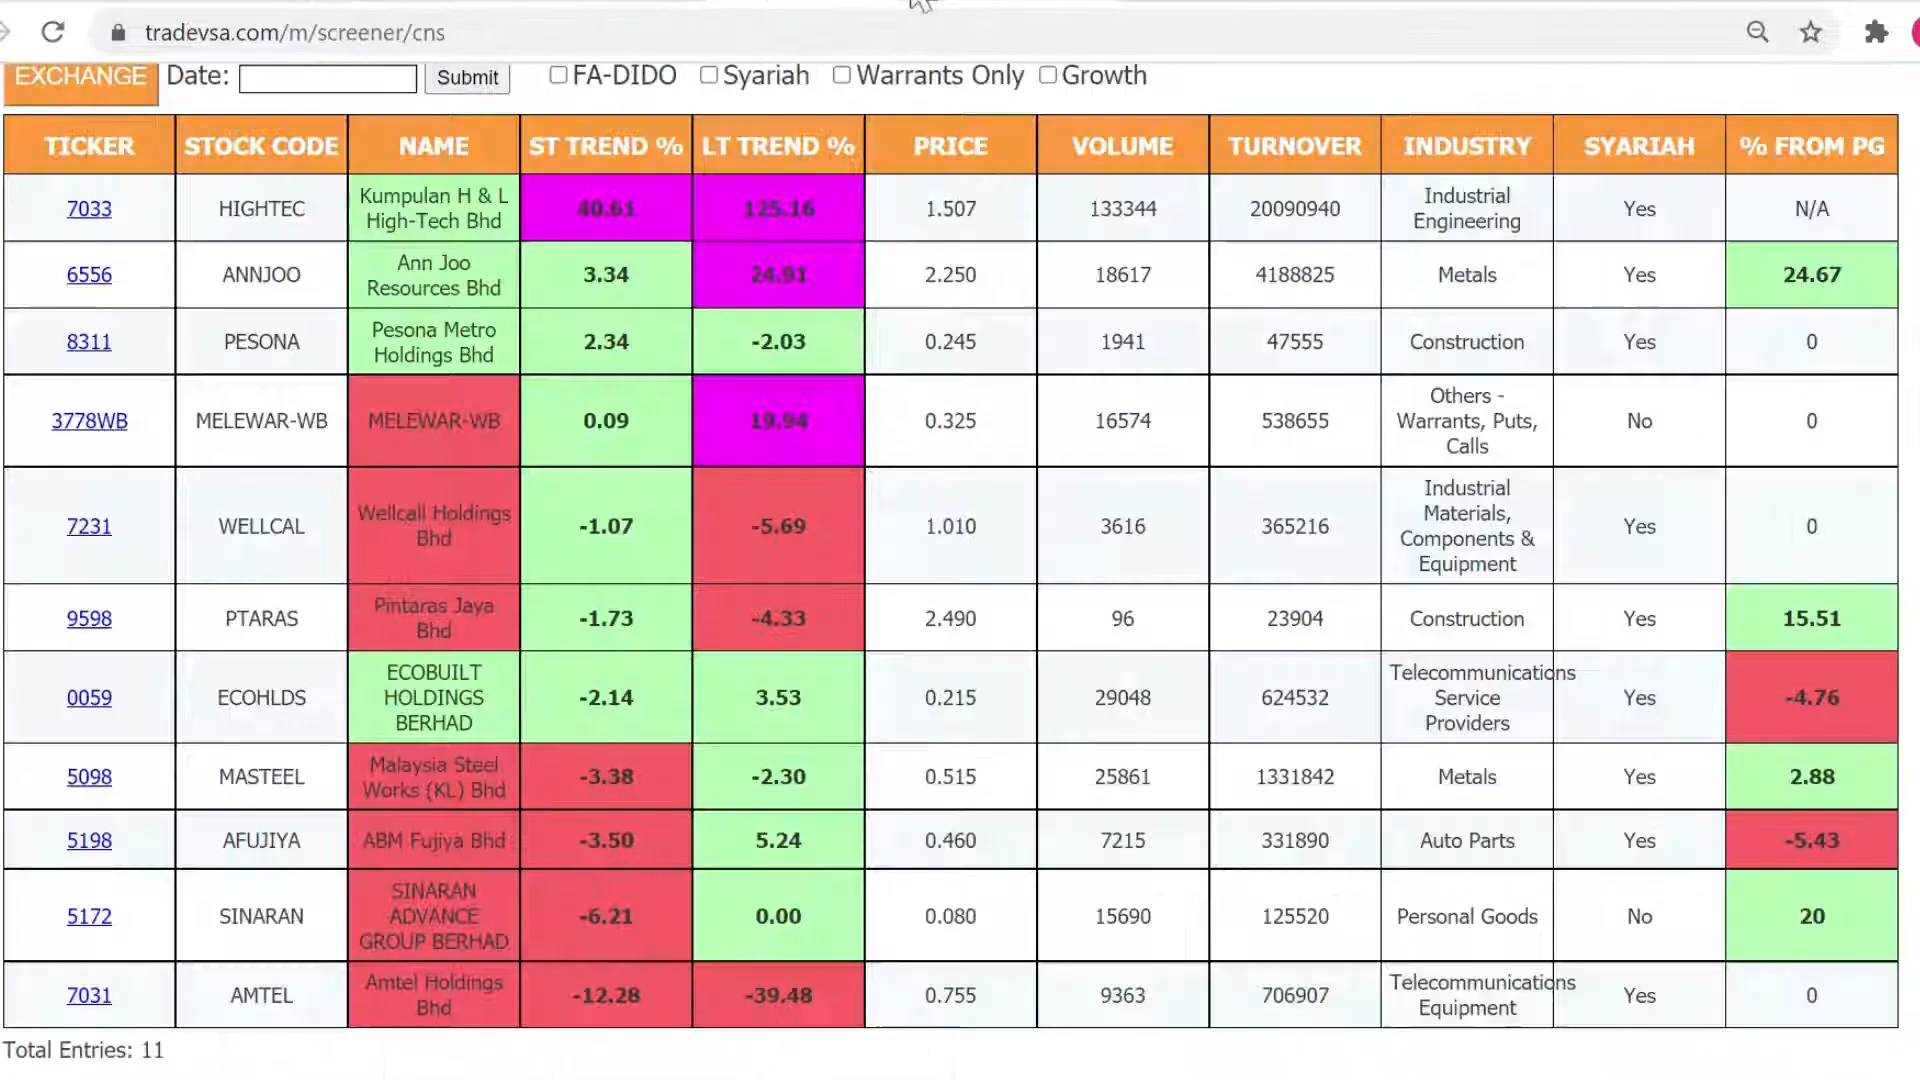 tradevsa.com/m/screener/cns
EXCHANGE Date: Submit FA-DIDO Syariah Warrants Only Growth
TICKER STOCK CODE NAME ST TREND % LT TREND % PRICE VOLUME TURNOVER INDUSTRY SYARIAH % FROM PG
7033 HIGHTEC Kumpulan H & L High-Tech Bhd 40.61 125.16 1.507 133344 20090940 Industrial Engineering Yes N/A
6556 ANNJOO Ann Joo Resources Bhd 3.34 24.91 2.250 18617 4188825 Metals Yes 24.67
8311 PESONA Pesona Metro Holdings Bhd 2.34 -2.03 0.245 1941 47555 Construction Yes 0
3778WB MELEWAR-WB MELEWAR-WB 0.09 19.94 0.325 16574 538655 Others - Warrants, Puts, Calls No 0
7231 WELLCAL Wellcall Holdings Bhd -1.07 -5.69 1.010 3616 365216 Industrial Materials, Components & Equipment Yes 0
9598 PTARAS Pintaras Jaya Bhd -1.73 -4.33 2.490 96 23904 Construction Yes 15.51
0059 ECOHLDS ECOBUILT HOLDINGS BERHAD -2.14 3.53 0.215 29048 624532 Telecommunications Service Providers Yes -4.76
5098 MASTEEL Malaysia Steel Works (KL) Bhd -3.38 -2.30 0.515 25861 1331842 Metals Yes 2.88
5198 AFUJIYA ABM Fujiya Bhd -3.50 5.24 0.460 7215 331890 Auto Parts Yes -5.43
5172 SINARAN SINARAN ADVANCE GROUP BERHAD -6.21 0.00 0.080 15690 125520 Personal Goods No 20
7031 AMTEL Amtel Holdings Bhd -12.28 -39.48 0.755 9363 706907 Telecommunications Equipment Yes 0
Total Entries: 11